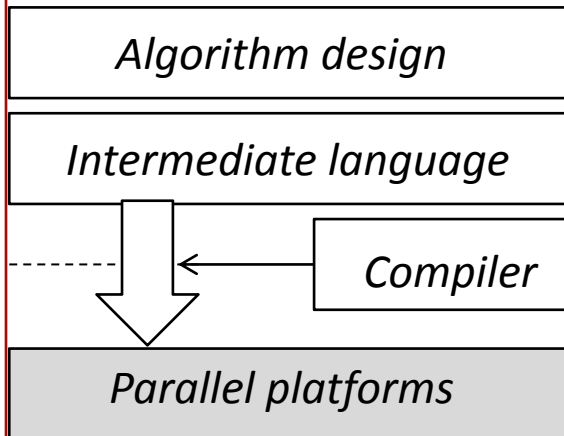 Algorithm design
Intermediate language
Compiler
Parallel platforms